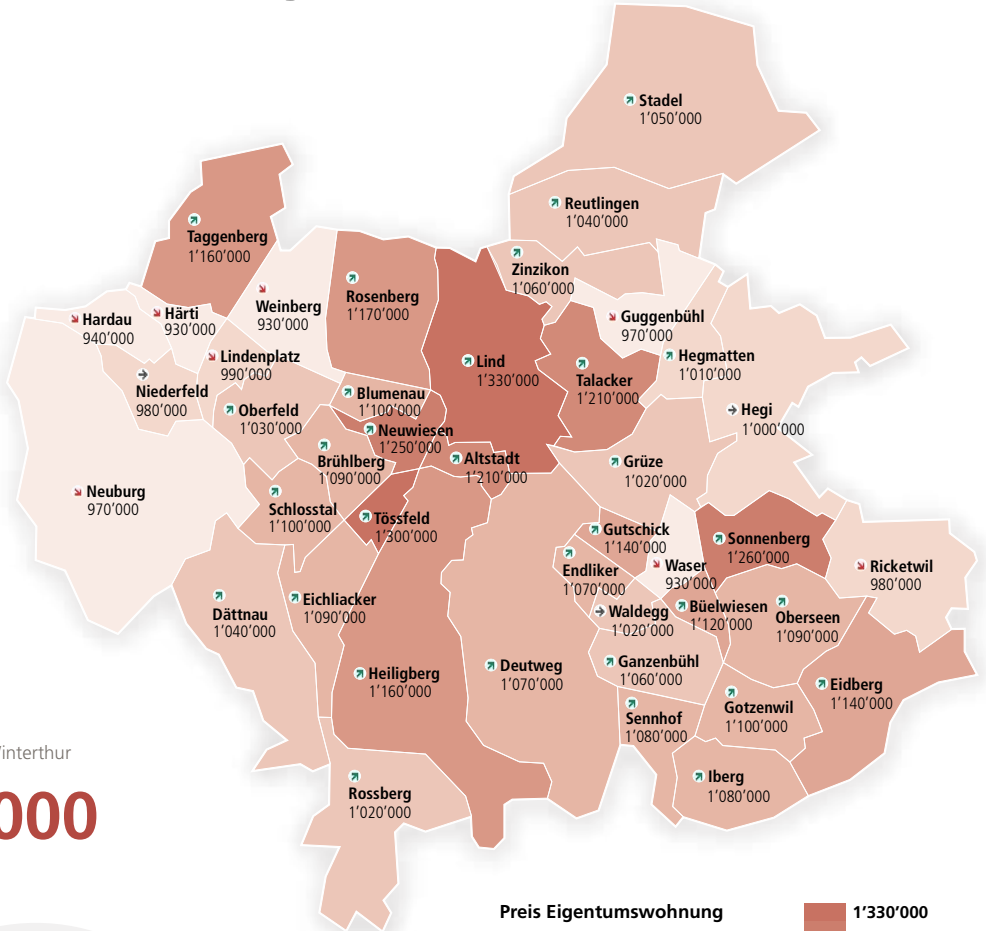 Stadel
1’050’000
Reutlingen
1’040’000
Taggenberg
1’160’000
Zinzikon
1’060’000
Rosenberg
1’170’000
Weinberg
930’000
Härti
930’000
Hardau
940’000
Guggenbühl
970’000
Lindenplatz
990’000
Lind
1’330’000
Hegmatten
1’010’000
Talacker
1’210’000
Niederfeld
980’000
Blumenau
1’100’000
Oberfeld
1’030’000
Hegi
1’000’000
Neuwiesen
1’250’000
Brühlberg
1’090’000
Altstadt
1’210’000
Grüze
1’020’000
Neuburg
970’000
Schlosstal
1’100’000
Tössfeld
1’300’000
Gutschick
1’140’000
Sonnenberg
1’260’000
Endliker
1’070’000
Waser
930’000
Ricketwil
980’000
Eichliacker
1’090’000
Dättnau
1’040’000
Waldegg
1’020’000
Büelwiesen
1’120’000
Oberseen
1’090’000
Heiligberg
1’160’000
Deutweg
1’070’000
Ganzenbühl
1’060’000
Eidberg
1’140’000
Gotzenwil
1’100’000
Sennhof
1’080’000
Iberg
1’080’000
Rossberg
1’020’000
interthur
000
Preis Eigentumswohnung
1’330’000